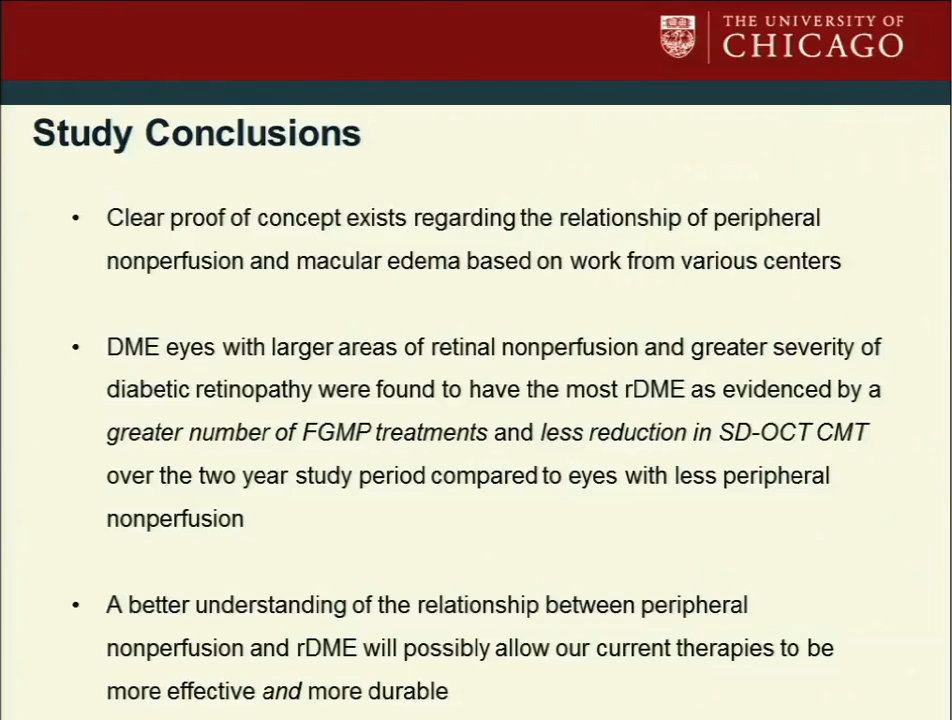 THE UNIVERSITY OF
CHICAGO
Study Conclusions
• Clear proof of concept exists regarding the relationship of peripheral
nonperfusion and macular edema based on work from various centers
• DME eyes with larger areas of retinal nonperfusion and greater severity of
diabetic retinopathy were found to have the most rDME as evidenced by a
greater number of FGMP treatments and less reduction in SD-OCT CMT
over the two year study period compared to eyes with less peripheral
nonperfusion
• A better understanding of the relationship between peripheral
nonperfusion and rDME will possibly allow our current therapies to be
more effective and more durable